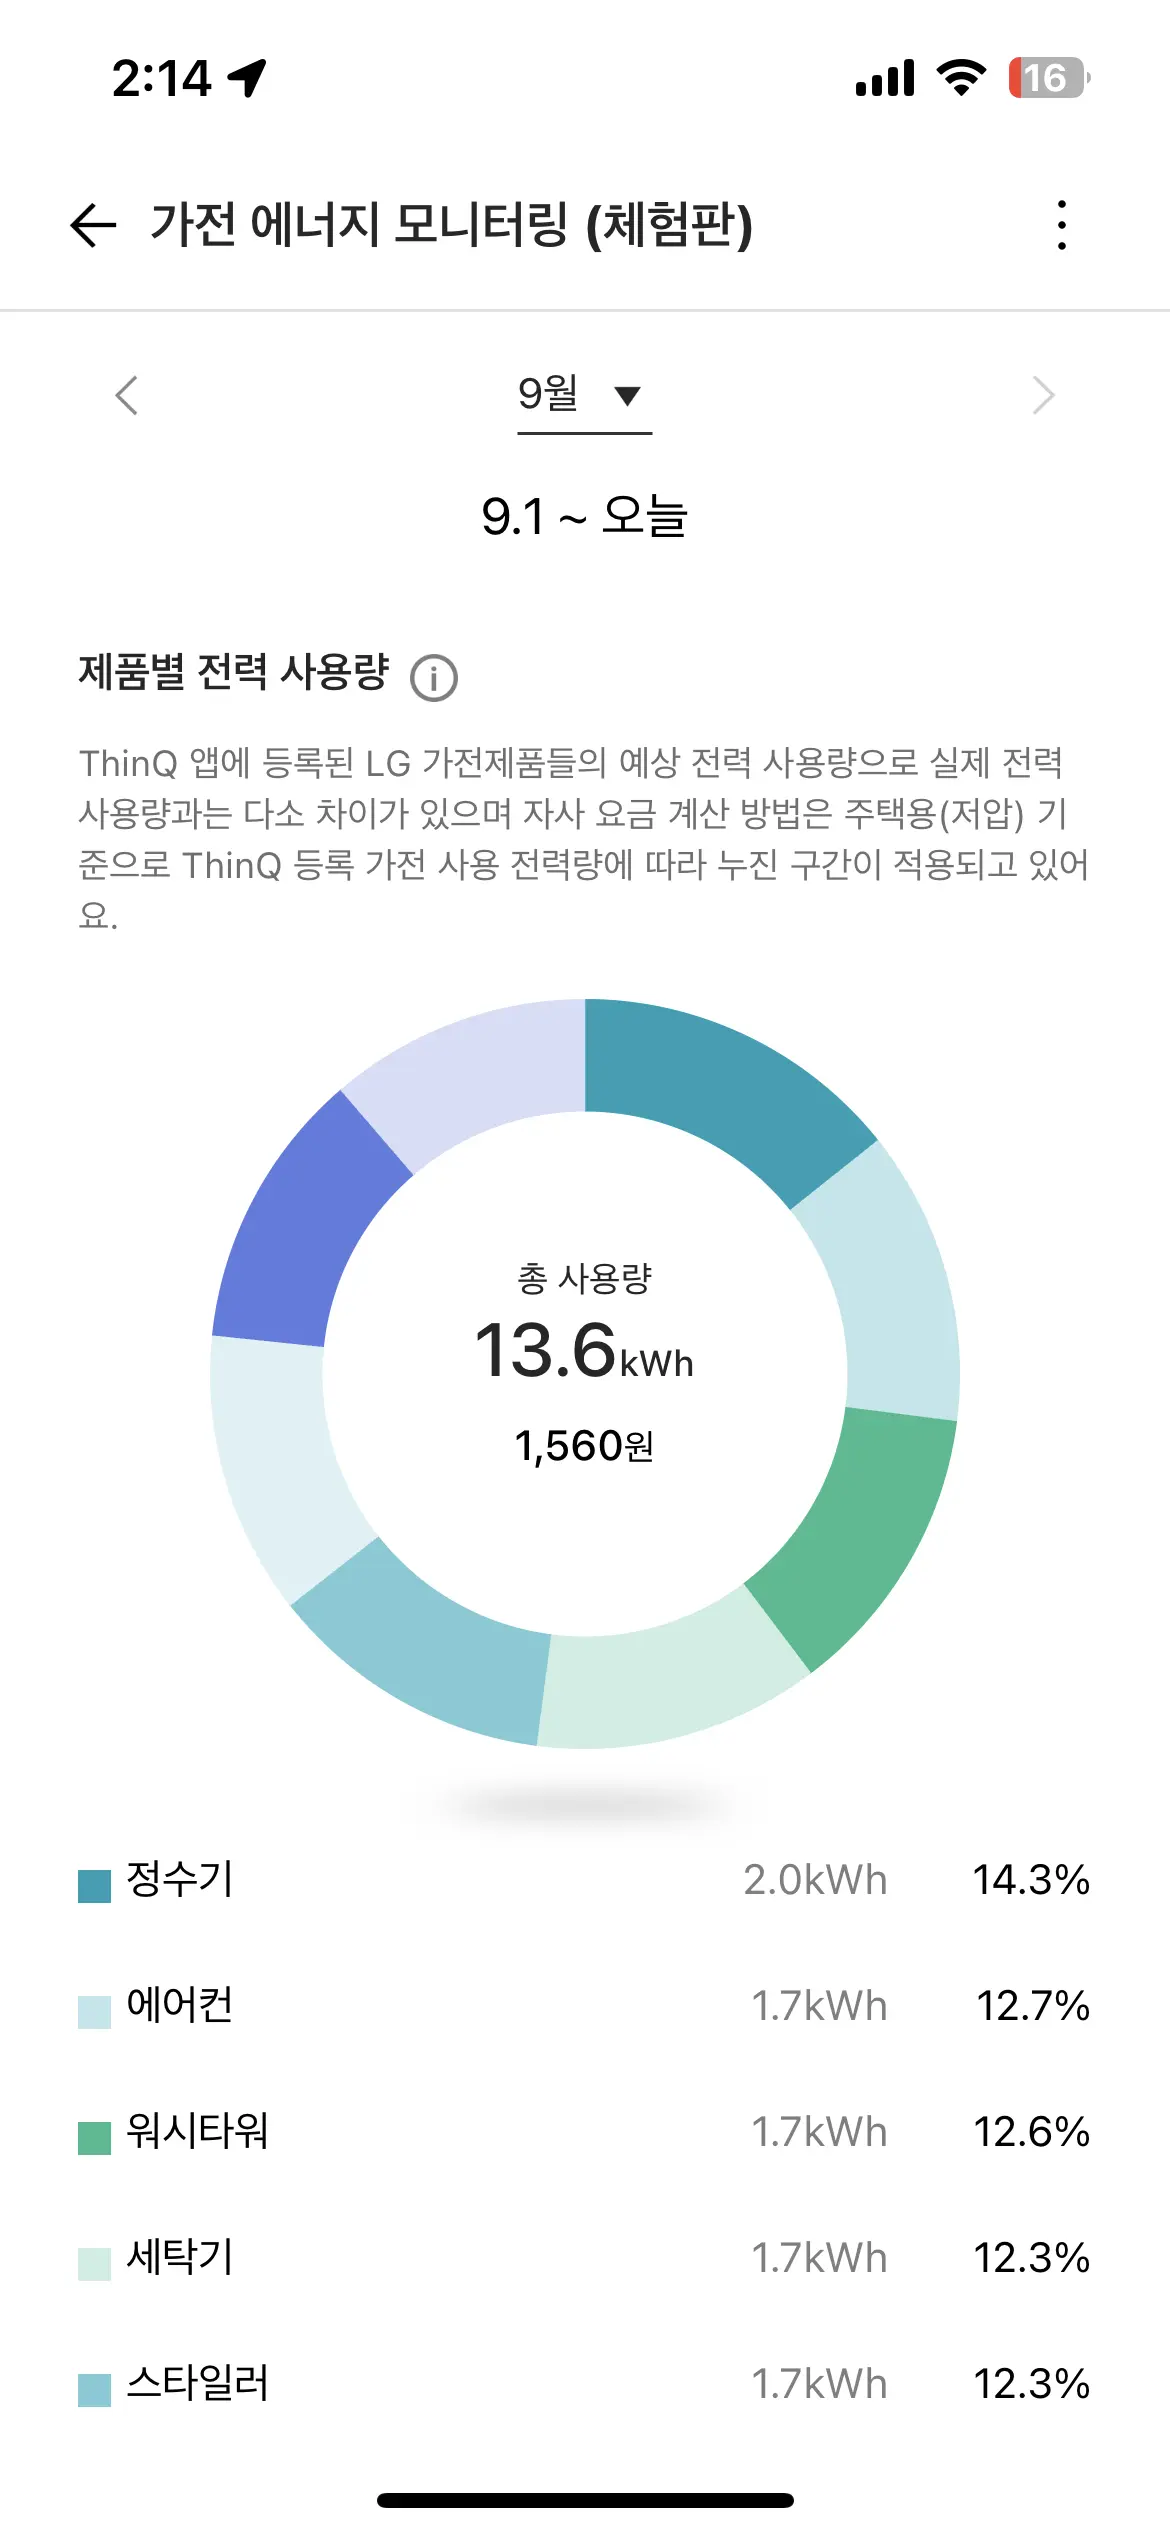 2:14
16
가전 에너지 모니터링 (체험판)
9월
9.1 ~ 오늘
제품별 전력 사용량
ThinQ 앱에 등록된 LG 가전제품들의 예상 전력 사용량으로 실제 전력
사용량과는 다소 차이가 있으며 자사 요금 계산 방법은 주택용(저압) 기
준으로 ThinQ 등록 가전 사용 전력량에 따라 누진 구간이 적용되고 있어
요.
총 사용량
13.6kWh
1,560원
정수기 2.0kWh 14.3%
에어컨 1.7kWh 12.7%
워시타워 1.7kWh 12.6%
세탁기 1.7kWh 12.3%
스타일러 1.7kWh 12.3%